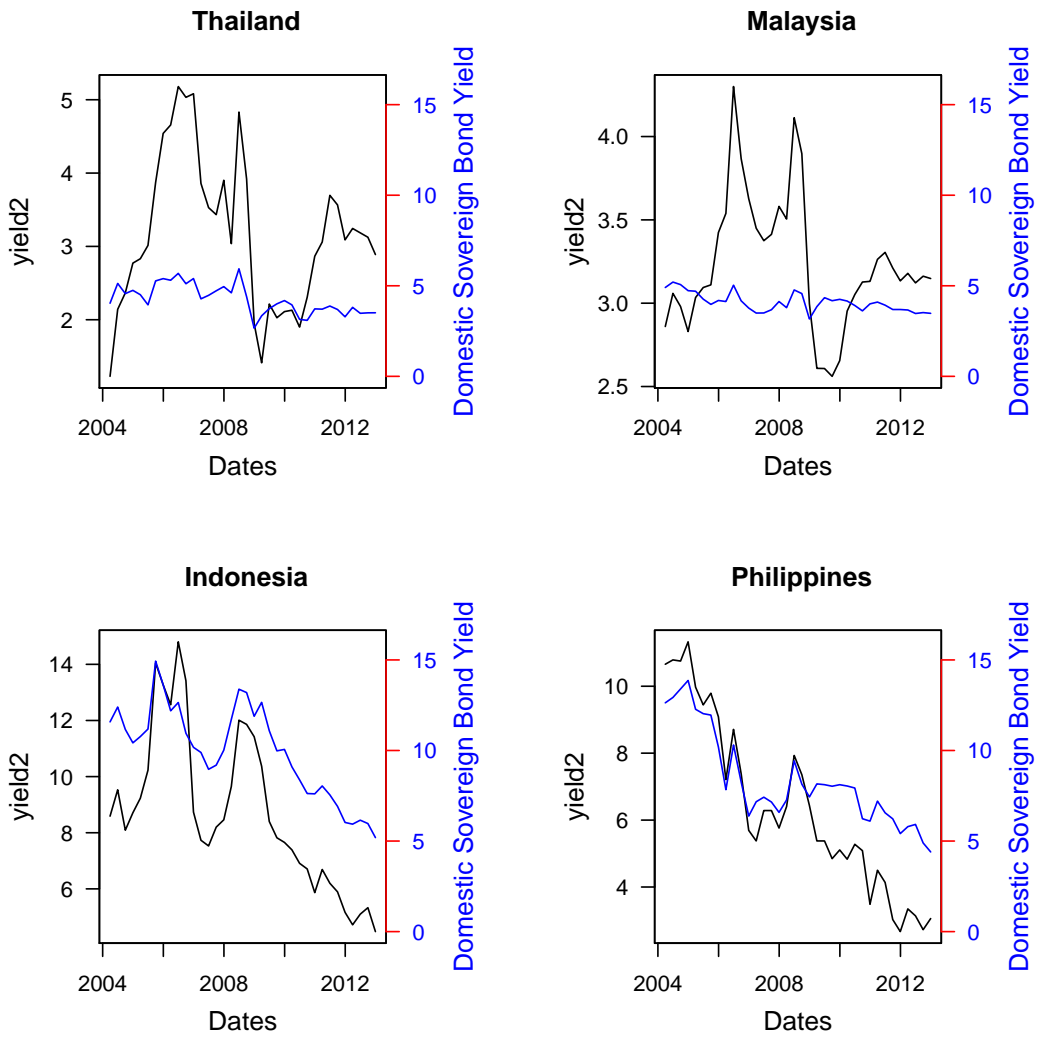 Thailand
yield2
5
4
3
2
15
10
5
0
Domestic Sovereign Bond Yield
2004
2008
2012
Dates
Malaysia
yield2
4.0
3.5
3.0
2.5
15
10
5
0
Domestic Sovereign Bond Yield
2004
2008
2012
Dates
Indonesia
yield2
14
12
10
8
6
15
10
5
0
Domestic Sovereign Bond Yield
2004
2008
2012
Dates
Philippines
yield2
10
8
6
4
15
10
5
0
Domestic Sovereign Bond Yield
2004
2008
2012
Dates